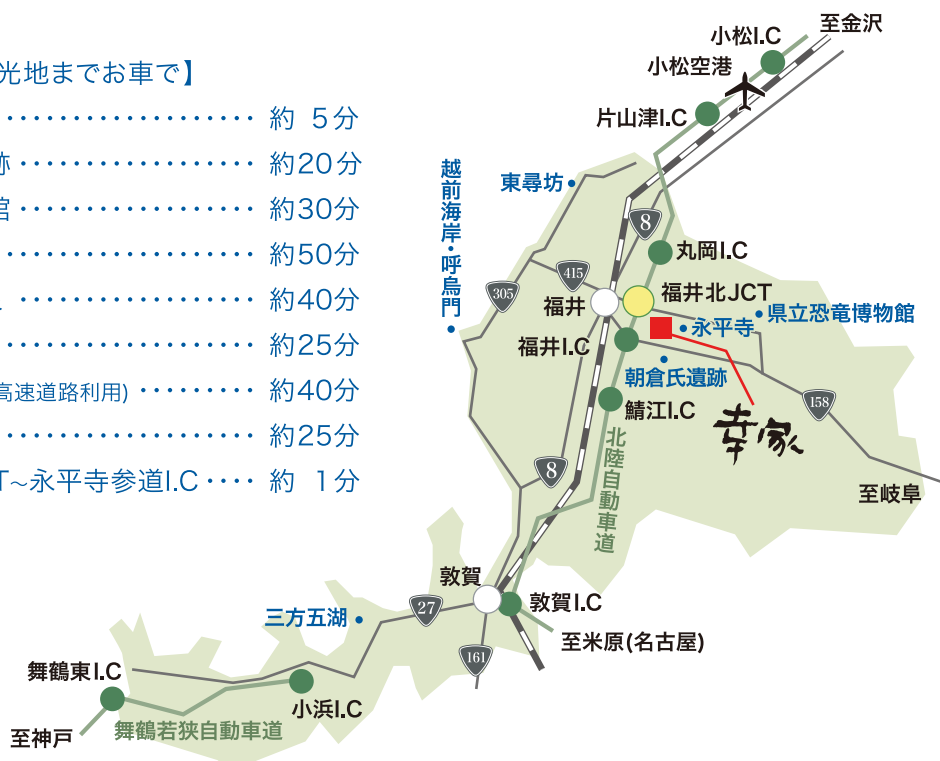 光地までお車で】
・・・・・・・・・・・・・・・・・・ 約 5分
跡 ・・・・・・・・・・・・・・・・・ 約20分
館 ・・・・・・・・・・・・・・・・・ 約30分
・・・・・・・・・・・・・・・・・・ 約50分
・・・・・・・・・・・・・・・・・ 約40分
・・・・・・・・・・・・・・・・・・ 約25分
高速道路利用) ・・・・・・・・ 約40分
・・・・・・・・・・・・・・・・・・ 約25分
T~永平寺参道I.C ・・・・ 約 1分
至金沢
小松I.C
小松空港
片山津I.C
越前海岸・呼鳥門
東尋坊
8
丸岡I.C
415
305
福井
福井北JCT
県立恐竜博物館
永平寺
福井I.C
朝倉氏遺跡
鯖江I.C
158
幸家
北陸自動車道
8
至岐阜
敦賀
敦賀I.C
27
三方五湖
至米原(名古屋)
161
舞鶴東I.C
小浜I.C
舞鶴若狭自動車道
至神戸